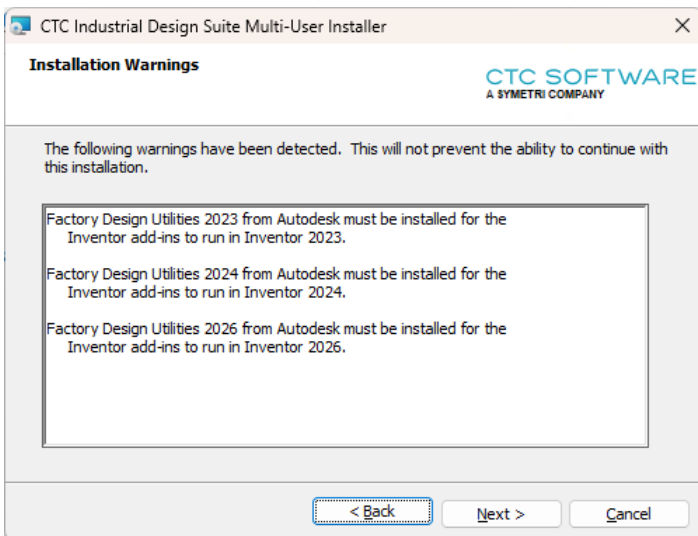 CTC Industrial Design Suite Multi-User Installer
Installation Warnings
CTC SOFTWARE
A SYMETRI COMPANY
The following warnings have been detected.  This will not prevent the ability to continue with
this installation.
Factory Design Utilities 2023 from Autodesk must be installed for the
Inventor add-ins to run in Inventor 2023.
Factory Design Utilities 2024 from Autodesk must be installed for the
Inventor add-ins to run in Inventor 2024.
Factory Design Utilities 2026 from Autodesk must be installed for the
Inventor add-ins to run in Inventor 2026.
< Back
Next >
Cancel